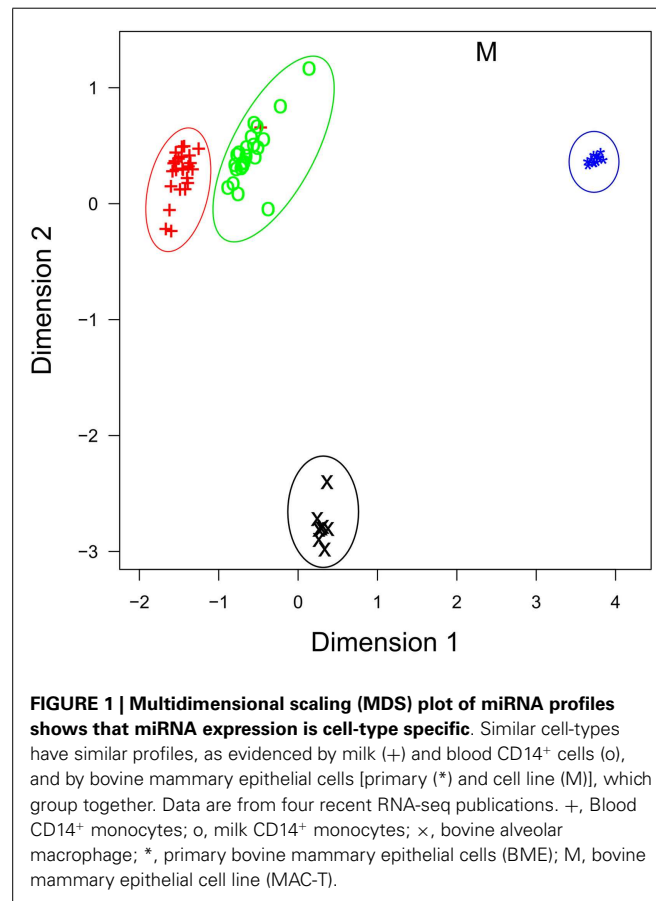 M
Dimension 2
1
0
−1
−2
−3
−2
−1
0
1
2
3
4
Dimension 1
FIGURE 1 | Multidimensional scaling (MDS) plot of miRNA profiles
shows that miRNA expression is cell-type specific. Similar cell-types
have similar profiles, as evidenced by milk (+) and blood CD14⁺ cells (o),
and by bovine mammary epithelial cells [primary (*) and cell line (M)], which
group together. Data are from four recent RNA-seq publications. +, Blood
CD14⁺ monocytes; o, milk CD14⁺ monocytes; ×, bovine alveolar
macrophage; *, primary bovine mammary epithelial cells (BME); M, bovine
mammary epithelial cell line (MAC-T).